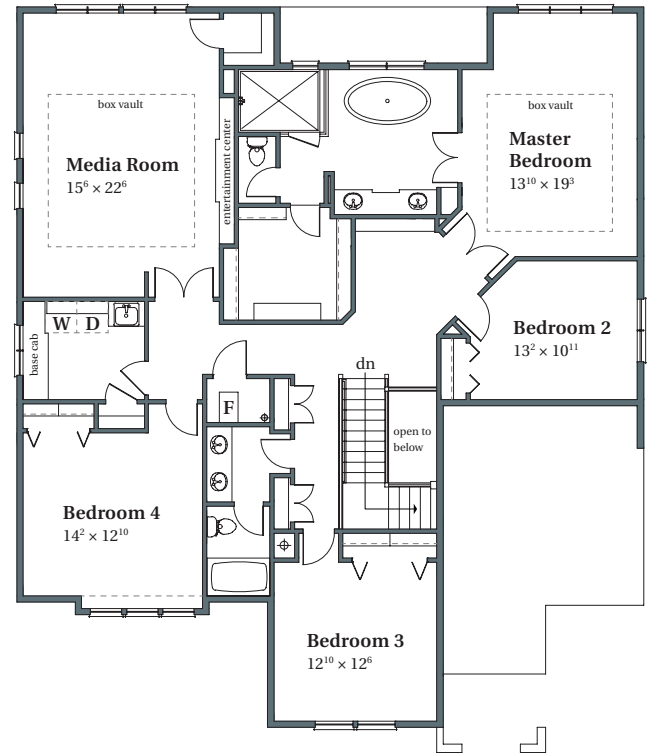 box vault
Media Room
15⁶ × 22⁶
entertainment center
box vault
Master
Bedroom
13¹⁰ × 19³
Bedroom 2
13² × 10¹¹
W D
base cab
dn
F
open to
below
Bedroom 4
14² × 12¹⁰
Bedroom 3
12¹⁰ × 12⁶